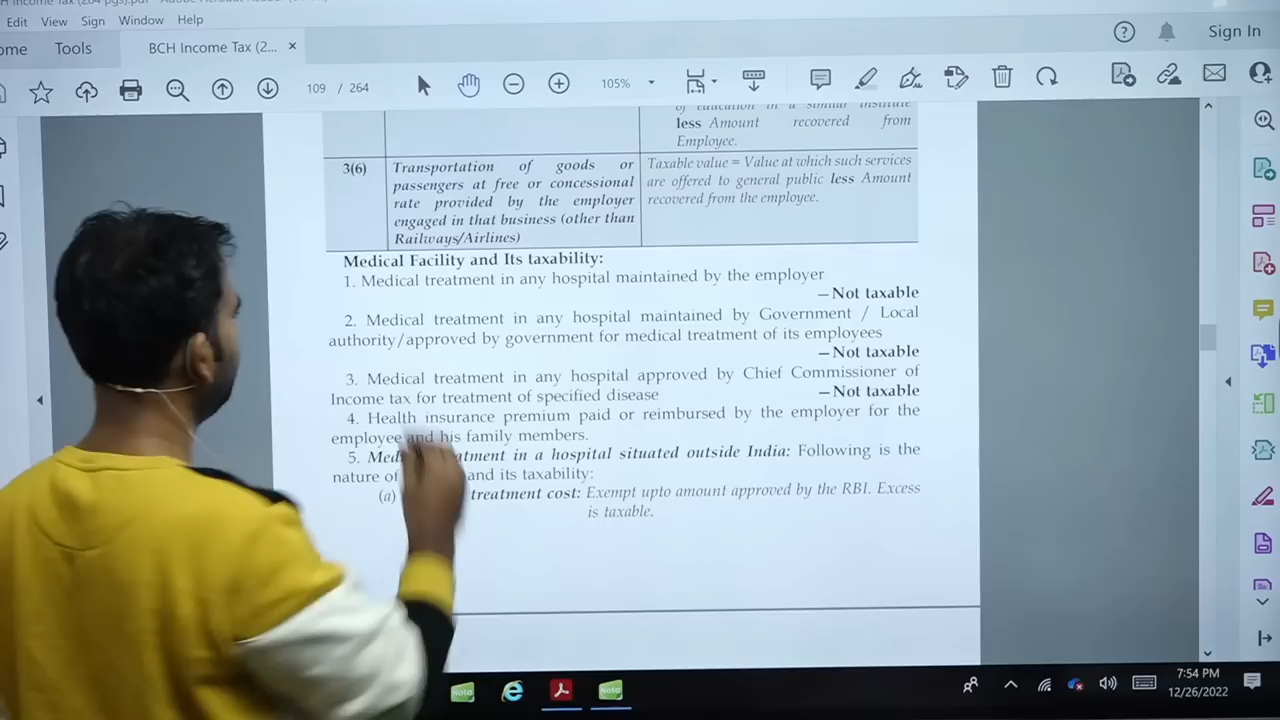 Edit View Sign Window Help
Tools
BCH Income Tax (2... ×
Sign In
109 / 264
105%
less Amount recovered from
Employee.
3(6)
Transportation of goods or
passengers at free or concessional
rate provided by the employer
engaged in that business (other than
Railways/Airlines)
Taxable value = Value at which such services
are offered to general public less Amount
recovered from the employee.
Medical Facility and Its taxability:
1. Medical treatment in any hospital maintained by the employer
—Not taxable
2. Medical treatment in any hospital maintained by Government / Local
authority/approved by government for medical treatment of its employees
—Not taxable
3. Medical treatment in any hospital approved by Chief Commissioner of
Income tax for treatment of specified disease —Not taxable
4. Health insurance premium paid or reimbursed by the employer for the
employee and his family members.
5. in a hospital situated outside India: Following is the
nature of and its taxability:
(a) treatment cost: Exempt upto amount approved by the RBI. Excess
is taxable.
Note
Note
7:54 PM
12/26/2022